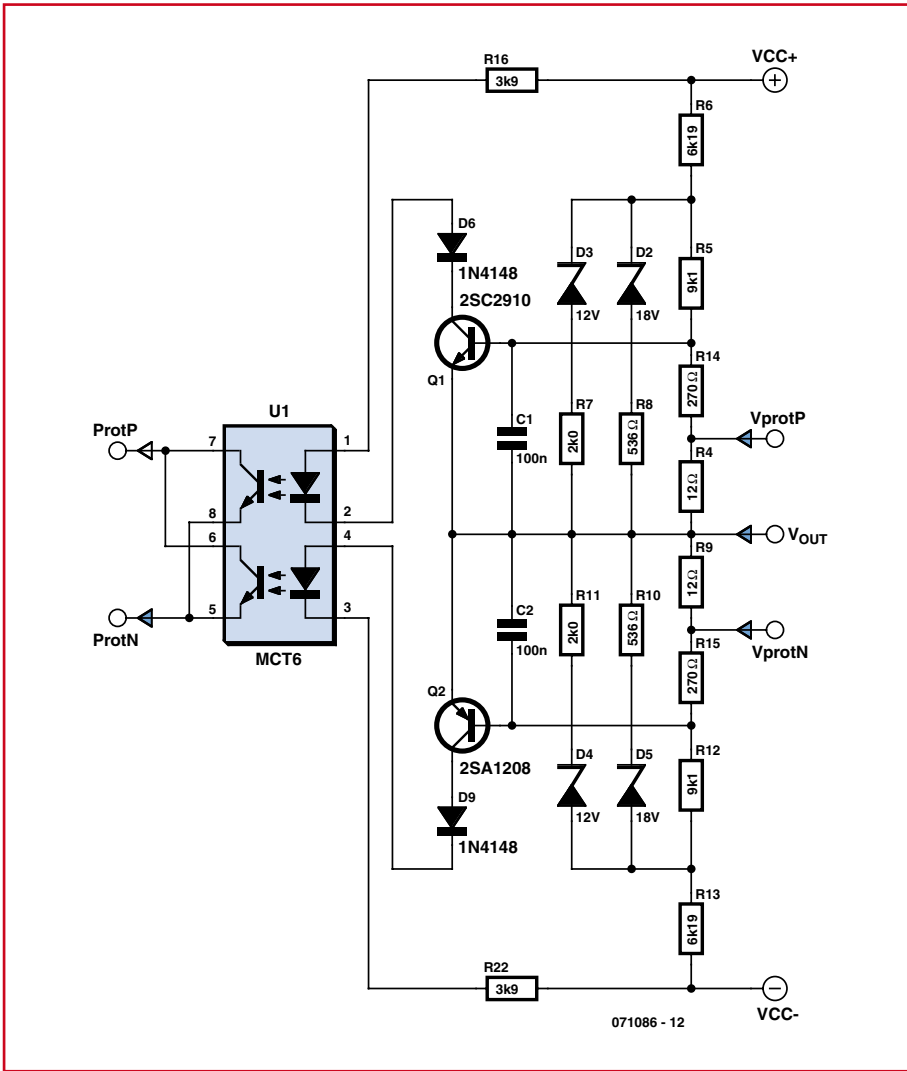 VCC+
R16
3k9
R6
6k19
D6
1N4148
2SC2910
Q1
D3
12V
D2
18V
R5
9k1
R14
270Ω
VprotP
R4
12Ω
C1
100n
R7
2k0
R8
536Ω
U1
ProtP
7
1
8
2
6
4
5
3
ProtN
MCT6
VOUT
R9
12Ω
VprotN
R15
270Ω
C2
100n
R11
2k0
R10
536Ω
Q2
2SA1208
D9
1N4148
D4
12V
D5
18V
R12
9k1
R13
6k19
R22
3k9
VCC-
071086 - 12